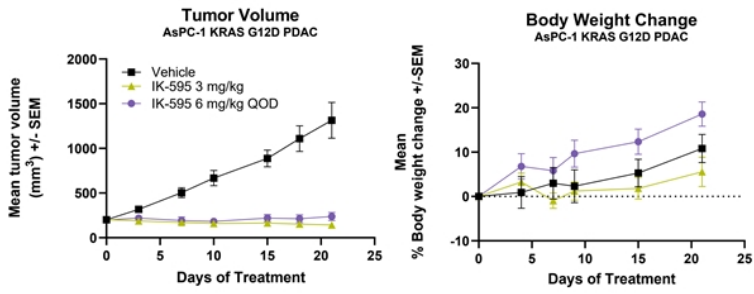 Tumor Volume
AsPC-1 KRAS G12D PDAC
Mean tumor volume
(mm³) +/- SEM
2000
1500
1000
500
0
Vehicle
IK-595 3 mg/kg
IK-595 6 mg/kg QOD
0 5 10 15 20 25
Days of Treatment
Body Weight Change
AsPC-1 KRAS G12D PDAC
Mean
% Body weight change +/-SEM
30
20
10
0
-10
0 5 10 15 20 25
Days of Treatment